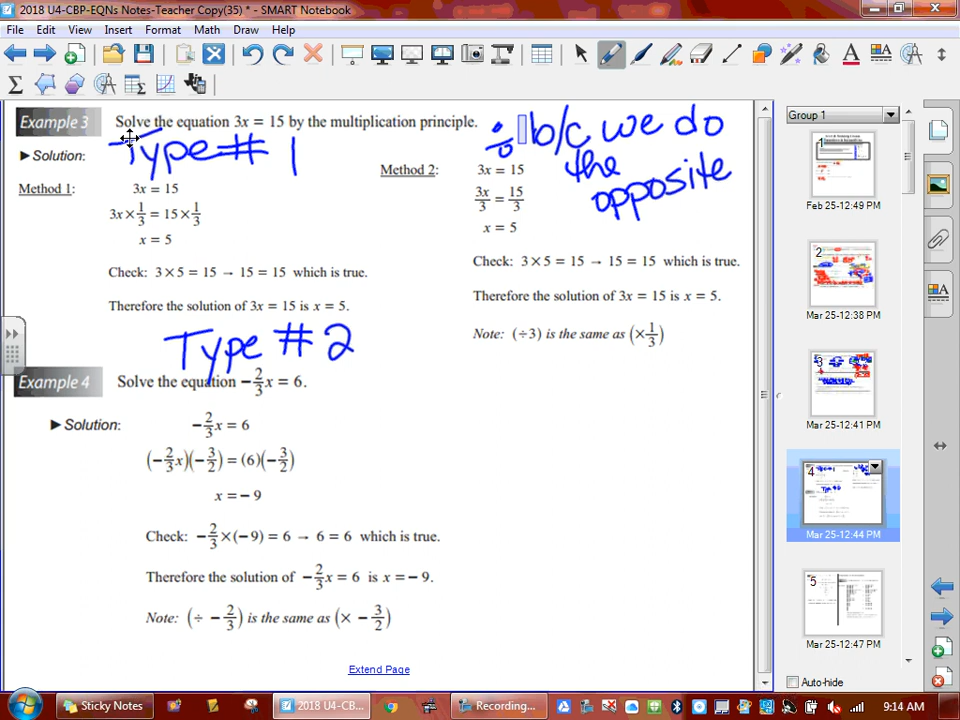 2018 U4-CBP-EQNs Notes-Teacher Copy(35) * - SMART Notebook
File Edit View Insert Format Math Draw Help
Example 3 Solve the equation 3x = 15 by the multiplication principle.
÷ b/c we do
the
opposite
Type # 1
►Solution:
Method 1:
3x = 15
3x × 1/3 = 15 × 1/3
x = 5
Check: 3 × 5 = 15 → 15 = 15 which is true.
Therefore the solution of 3x = 15 is x = 5.
Method 2:
3x = 15
3x/3 = 15/3
x = 5
Check: 3 × 5 = 15 → 15 = 15 which is true.
Therefore the solution of 3x = 15 is x = 5.
Note: (÷3) is the same as (×1/3)
Type # 2
Example 4 Solve the equation −2/3x = 6.
►Solution:
−2/3x = 6
(−2/3x)(−3/2) = (6)(−3/2)
x = −9
Check: −2/3 × (−9) = 6 → 6 = 6 which is true.
Therefore the solution of −2/3x = 6 is x = −9.
Note: (÷ −2/3) is the same as (× −3/2)
Extend Page
Group 1
1
Feb 25-12:49 PM
2
Mar 25-12:38 PM
3
Mar 25-12:41 PM
4
Mar 25-12:44 PM
5
Mar 25-12:47 PM
Auto-hide
Sticky Notes
2018 U4-CBP-EQN...
Recording...
9:14 AM